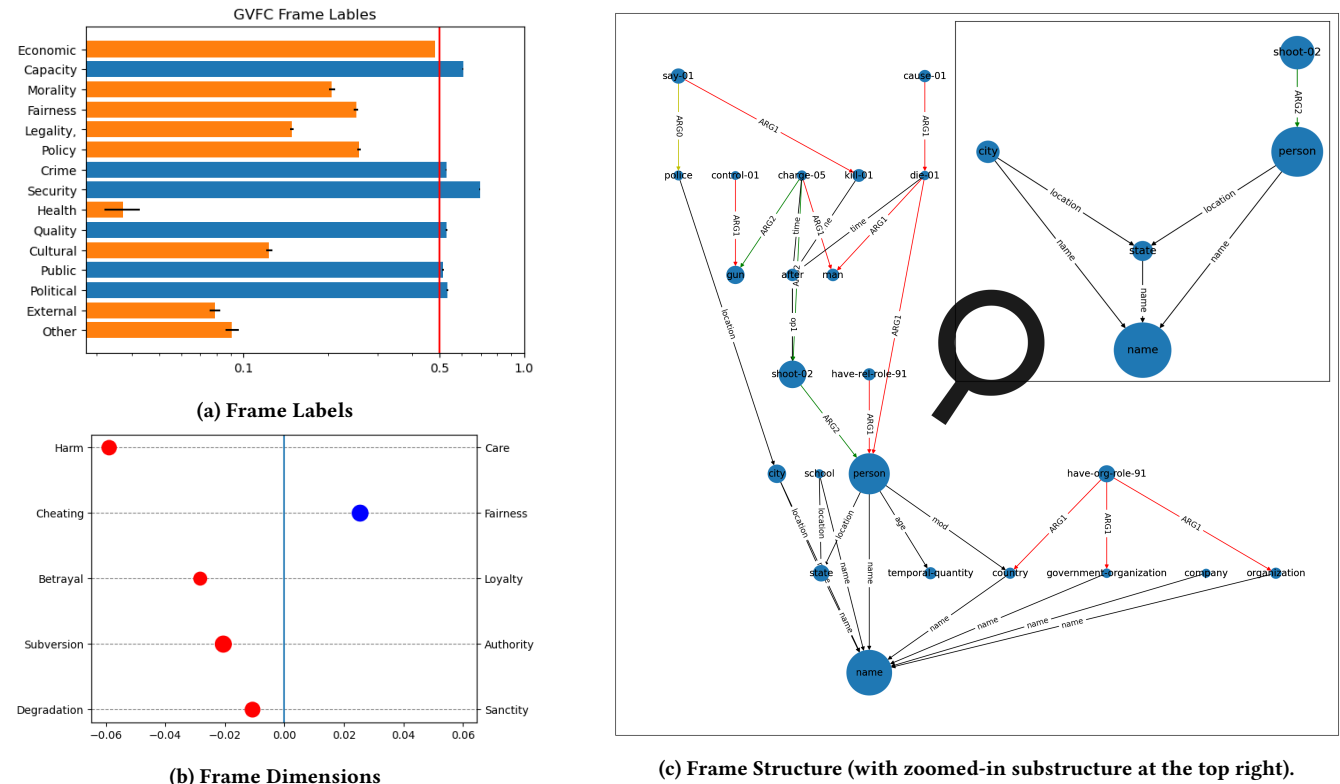 GVFC Frame Lables
Economic
Capacity
Morality
Fairness
Legality,
Policy
Crime
Security
Health
Quality
Cultural
Public
Political
External
Other
0.1
0.5
1.0
(a) Frame Labels
Harm
Care
Cheating
Fairness
Betrayal
Loyalty
Subversion
Authority
Degradation
Sanctity
−0.06
−0.04
−0.02
0.00
0.02
0.04
0.06
(b) Frame Dimensions
say-01
cause-01
ARG0
ARG1
ARG1
police
control-01
charge-05
kill-01
die-01
ARG1
ARG2
time
ARG1
time
ARG1
gun
after
man
location
op1
ARG1
shoot-02
have-rel-role-91
ARG2
ARG1
city
school
person
have-org-role-91
location
location
location
name
name
age
mod
ARG1
ARG1
ARG1
state
temporal-quantity
country
government-organization
company
organization
name
name
name
name
name
name
shoot-02
ARG2
city
person
location
location
name
name
state
name
name
(c) Frame Structure (with zoomed-in substructure at the top right).